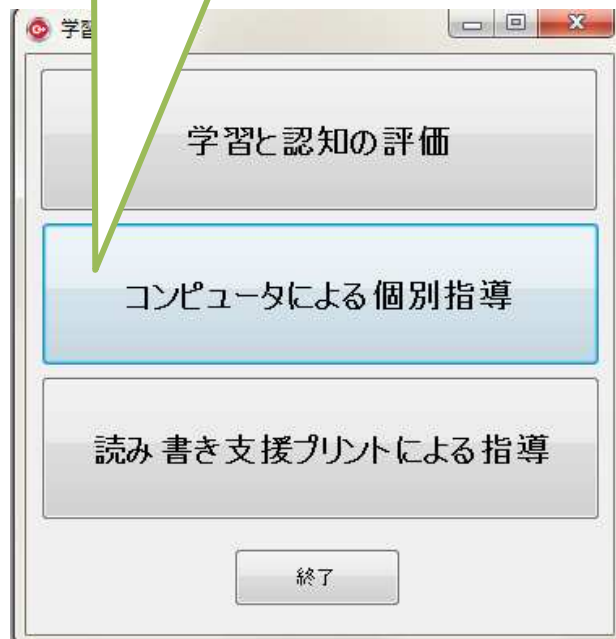 学習
学習と認知の評価
コンピュータによる個別指導
読み書き支援プリントによる指導
終了